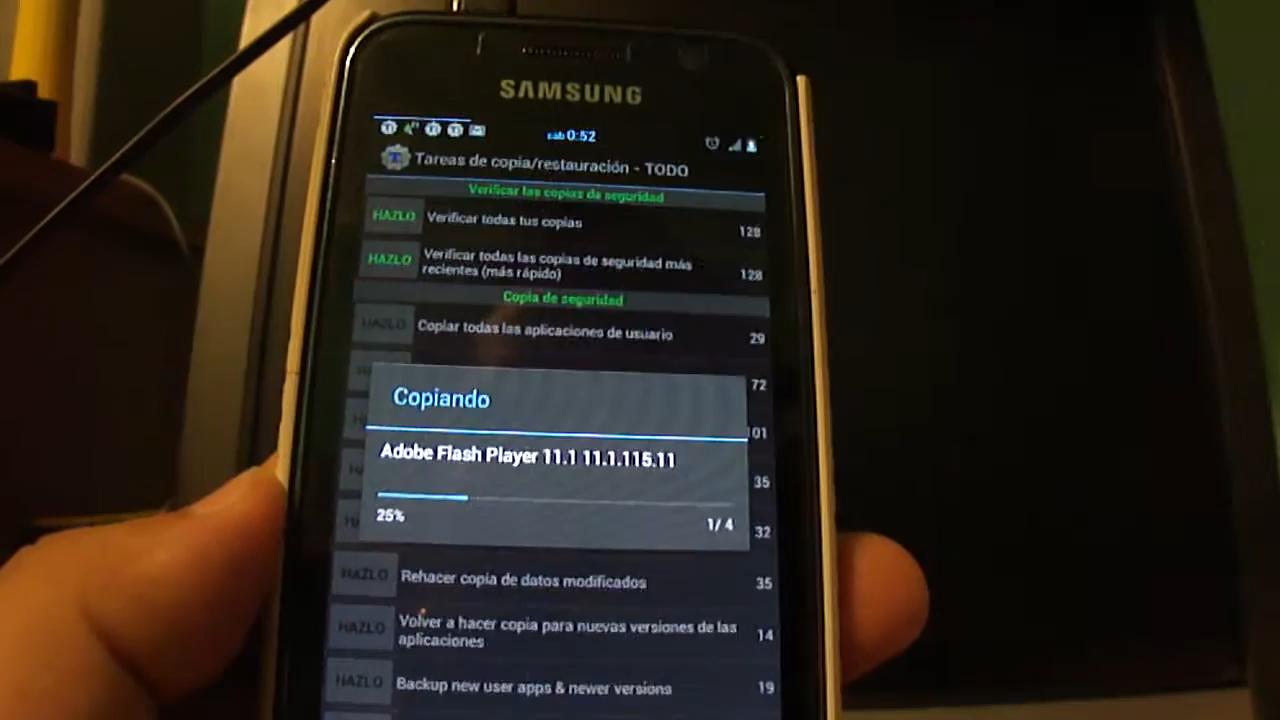 SAMSUNG
sáb 0:52
Tareas de copia/restauración - TODO
Verificar las copias de seguridad
HAZLO Verificar todas tus copias 128
HAZLO Verificar todas las copias de seguridad más
recientes (más rápido) 128
Copia de seguridad
HAZLO Copiar todas las aplicaciones de usuario 29
72
Copiando
101
Adobe Flash Player 11.1 11.1.115.11
35
25% 1/4
32
HAZLO Rehacer copia de datos modificados 35
HAZLO Volver a hacer copia para nuevas versiones de las
aplicaciones 14
HAZLO Backup new user apps & newer versions 19